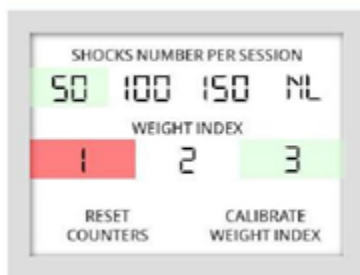 SHOCKS NUMBER PER SESSION
50 100 150 NL
WEIGHT INDEX
1 2 3
RESET CALIBRATE
COUNTERS WEIGHT INDEX